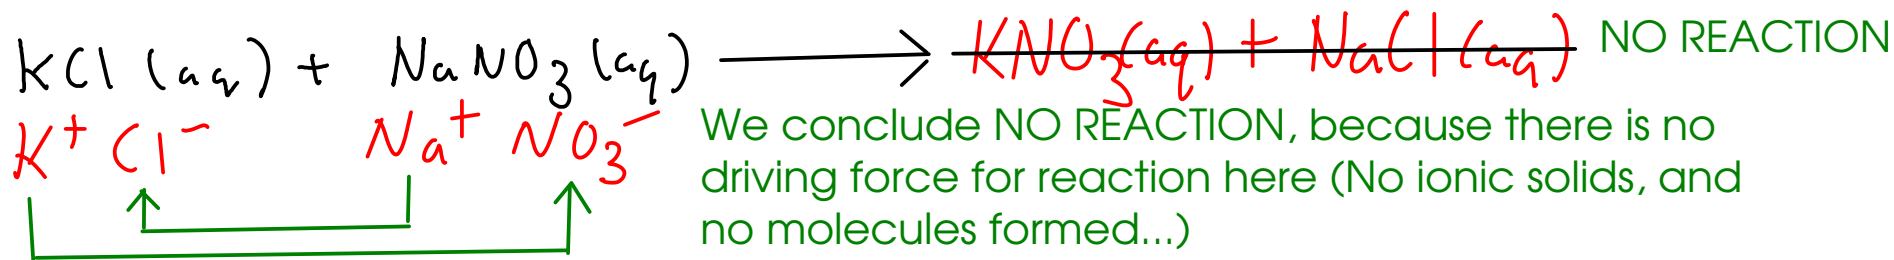 KCl (aq) + NaNO3 (aq) → KNO3(aq) + NaCl(aq) NO REACTION
K+ Cl- Na+ NO3-
We conclude NO REACTION, because there is no
driving force for reaction here (No ionic solids, and
no molecules formed...)